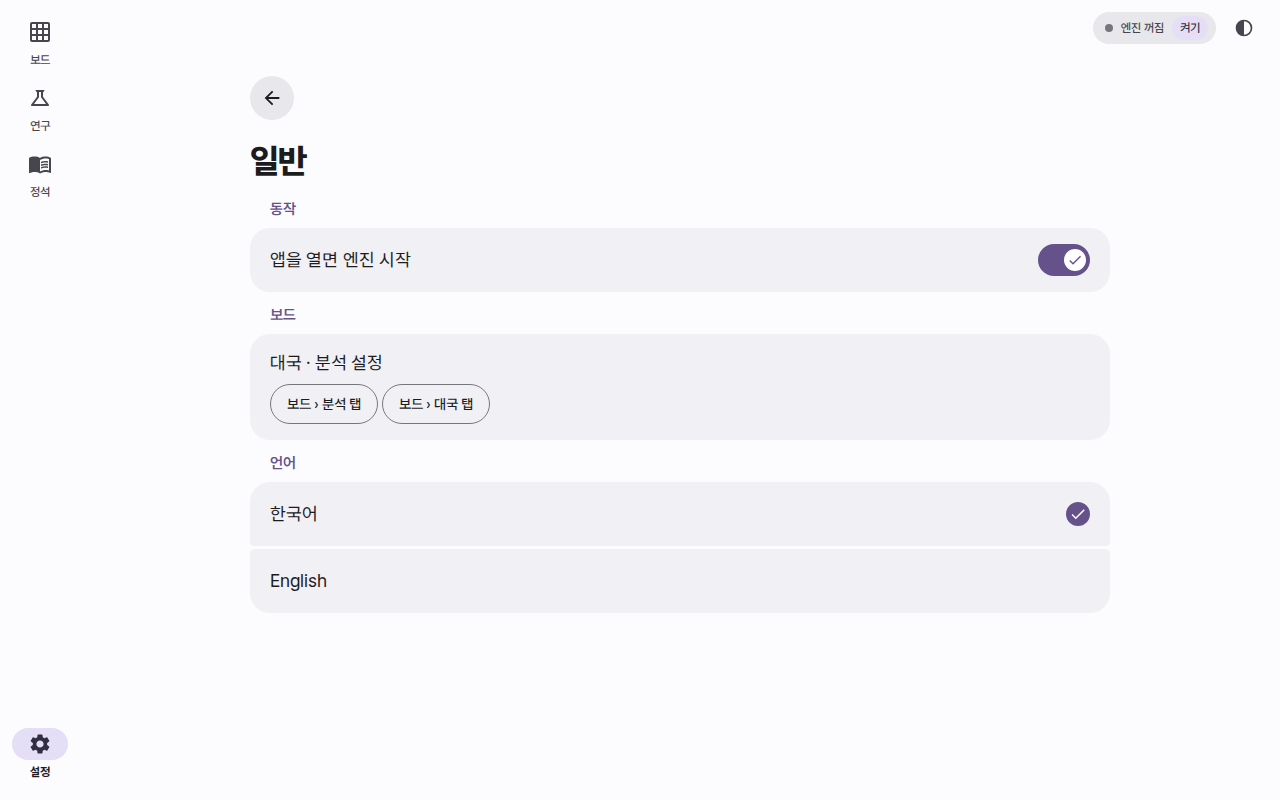 보드
연구
정석
엔진 꺼짐 켜기
일반
동작
앱을 열면 엔진 시작
보드
대국 · 분석 설정
보드 › 분석 탭 보드 › 대국 탭
언어
한국어
English
설정